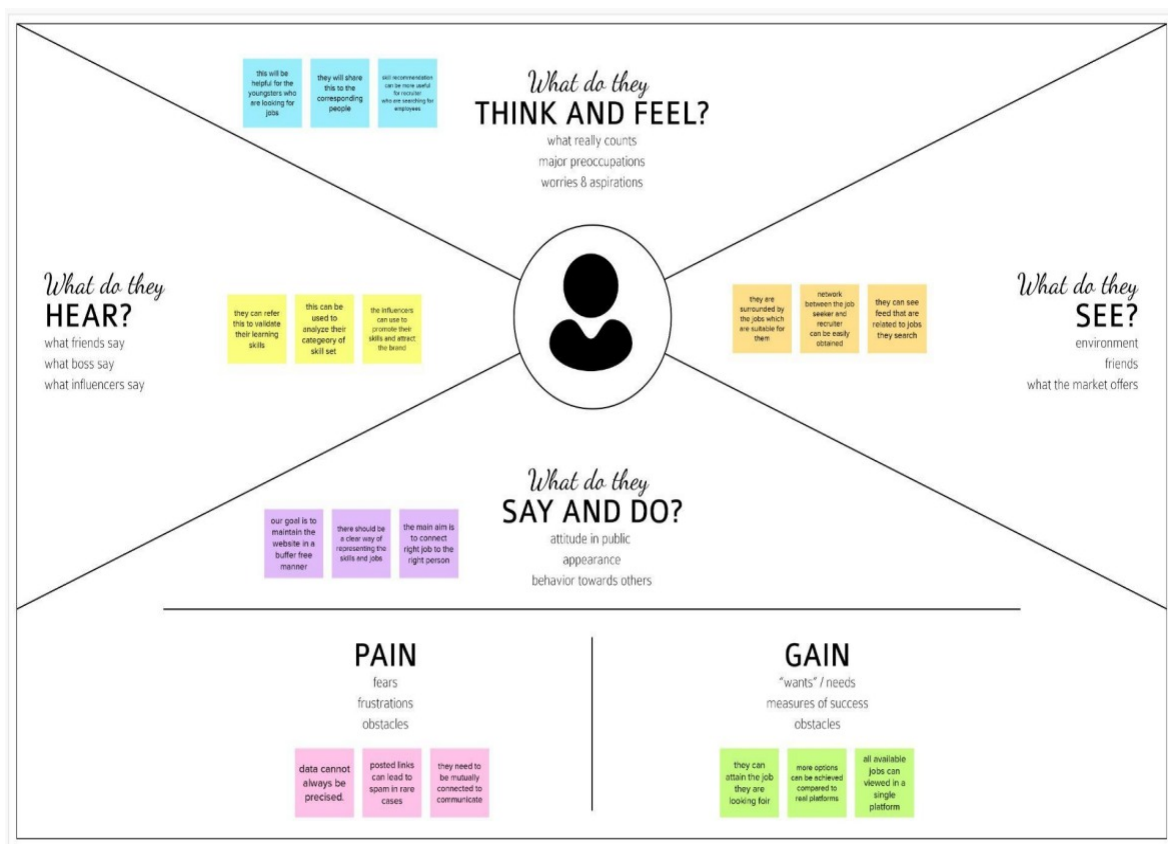 this will be
helpful for the
youngsters who
are looking for
jobs
they will share
this to the
corresponding
people
skill recommendation
can be more useful
for recruiter
who are searching for
employees
What do they
THINK AND FEEL?
what really counts
major preoccupations
worries & aspirations
What do they
HEAR?
what friends say
what boss say
what influencers say
they can refer
this to validate
their learning
skills
this can be
used to
analyze their
categeory of
skill set
the influencers
can use to
promote their
skills and attract
the brand
they are
surrounded by
the jobs which
are suitable for
them
network
between the job
seeker and
recruiter
can be easily
obtained
they can see
feed that are
related to jobs
they search
What do they
SEE?
environment
friends
what the market offers
What do they
SAY AND DO?
attitude in public
appearance
behavior towards others
our goal is to
maintain the
website in a
buffer free
manner
there should be
a clear way of
representing the
skills and jobs
the main aim is
to connect
right job to the
right person
PAIN
fears
frustrations
obstacles
data cannot
always be
precised.
posted links
can lead to
spam in rare
cases
they need to
be mutually
connected to
communicate
GAIN
"wants" / needs
measures of success
obstacles
they can
attain the job
they are
looking foir
more options
can be achieved
compared to
real platforms
all available
jobs can
viewed in a
single
platform